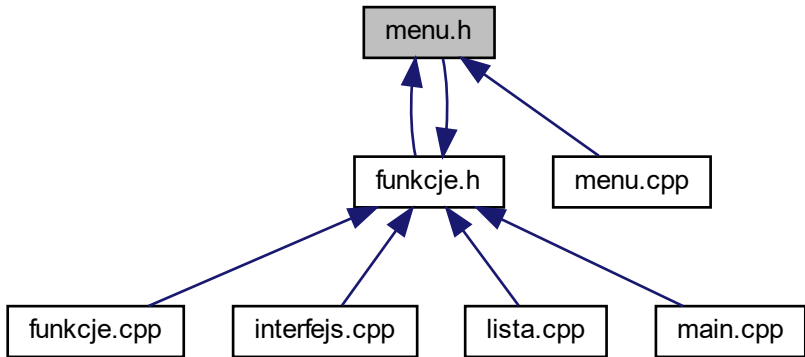 menu.h
funkcje.h
menu.cpp
funkcje.cpp
interfejs.cpp
lista.cpp
main.cpp